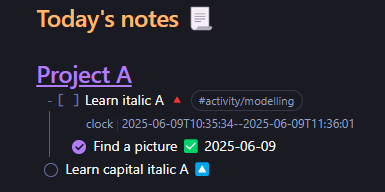 Today's notes 📃
Project A
- [ ] Learn italic A 🔺 #activity/modelling
clock | 2025-06-09T10:35:34--2025-06-09T11:36:01
Find a picture ✅ 2025-06-09
Learn capital italic A 🔼